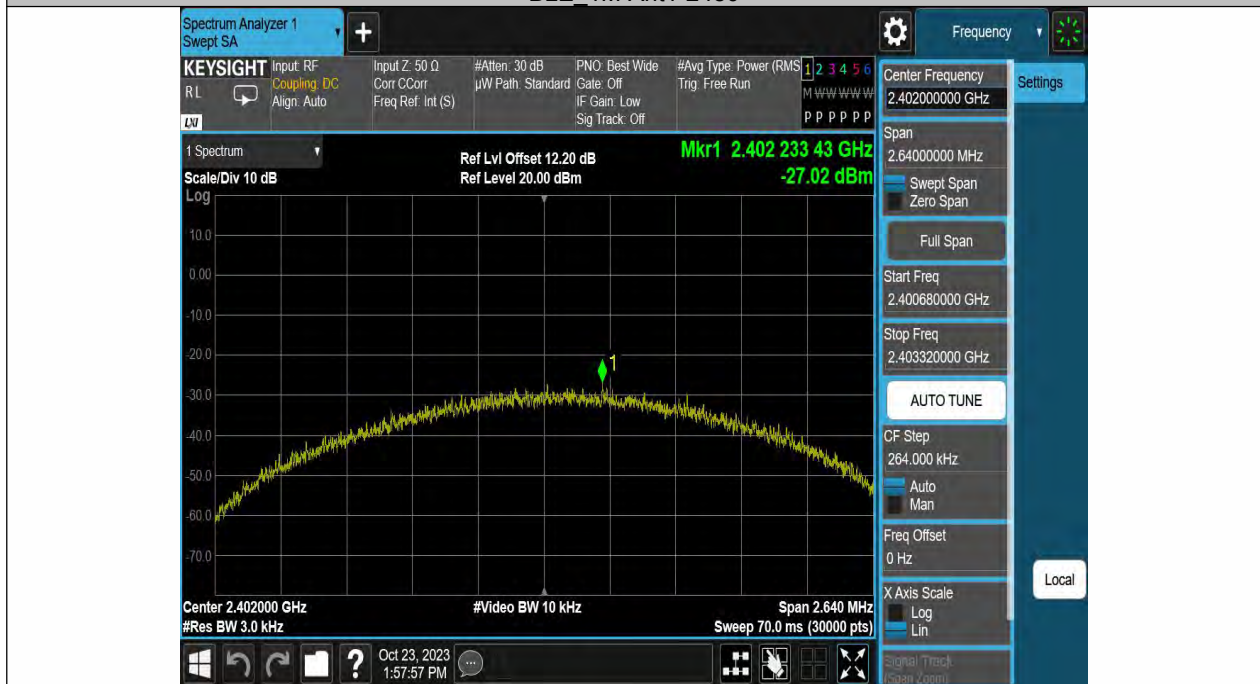 Spectrum Analyzer 1
Swept SA
+
Frequency
KEYSIGHT
RL
LXI
Input: RF
Coupling: DC
Align: Auto
Input Z: 50 Ω
Corr CCorr
Freq Ref: Int (S)
#Atten: 30 dB
µW Path: Standard
PNO: Best Wide
Gate: Off
IF Gain: Low
Sig Track: Off
#Avg Type: Power (RMS
Trig: Free Run
1 2 3 4 5 6
M W W W W W
P P P P P P
Center Frequency
2.402000000 GHz
Settings
Span
2.64000000 MHz
Swept Span
Zero Span
Full Span
Start Freq
2.400680000 GHz
Stop Freq
2.403320000 GHz
AUTO TUNE
CF Step
264.000 kHz
Auto
Man
Freq Offset
0 Hz
X Axis Scale
Log
Lin
Signal Track
(Span Zoom)
Local
1 Spectrum
Scale/Div 10 dB
Ref Lvl Offset 12.20 dB
Ref Level 20.00 dBm
Mkr1 2.402 233 43 GHz
-27.02 dBm
Log
10.0
0.00
-10.0
-20.0
-30.0
-40.0
-50.0
-60.0
-70.0
1
Center 2.402000 GHz
#Video BW 10 kHz
Span 2.640 MHz
#Res BW 3.0 kHz
Sweep 70.0 ms (30000 pts)
?
Oct 23, 2023
1:57:57 PM